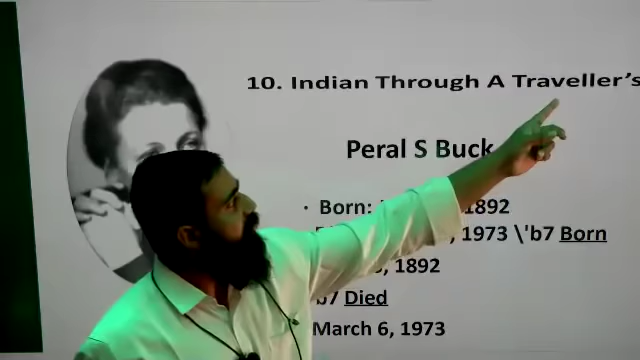 10. Indian Through A Traveller's
Peral S Buck
· Born: 1892
, 1973 \'b7 Born
, 1892
b7 Died
March 6, 1973